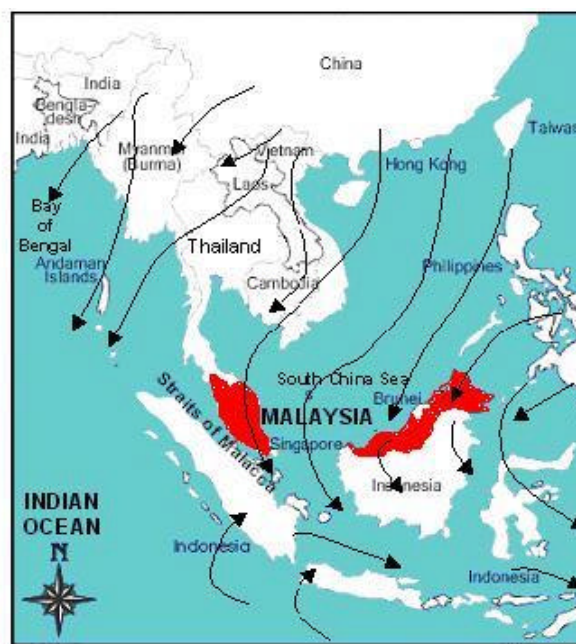 China
India
Bengla-
desh
India
Taiwan
Myanmar
(Burma)
Vietnam
Hong Kong
Laos
Bay
of
Bengal
Thailand
Andaman
Islands
Philippines
Cambodia
South China Sea
Brunei
Straits of Malacca
MALAYSIA
Singapore
Indonesia
INDIAN
OCEAN
N
Indonesia
Indonesia